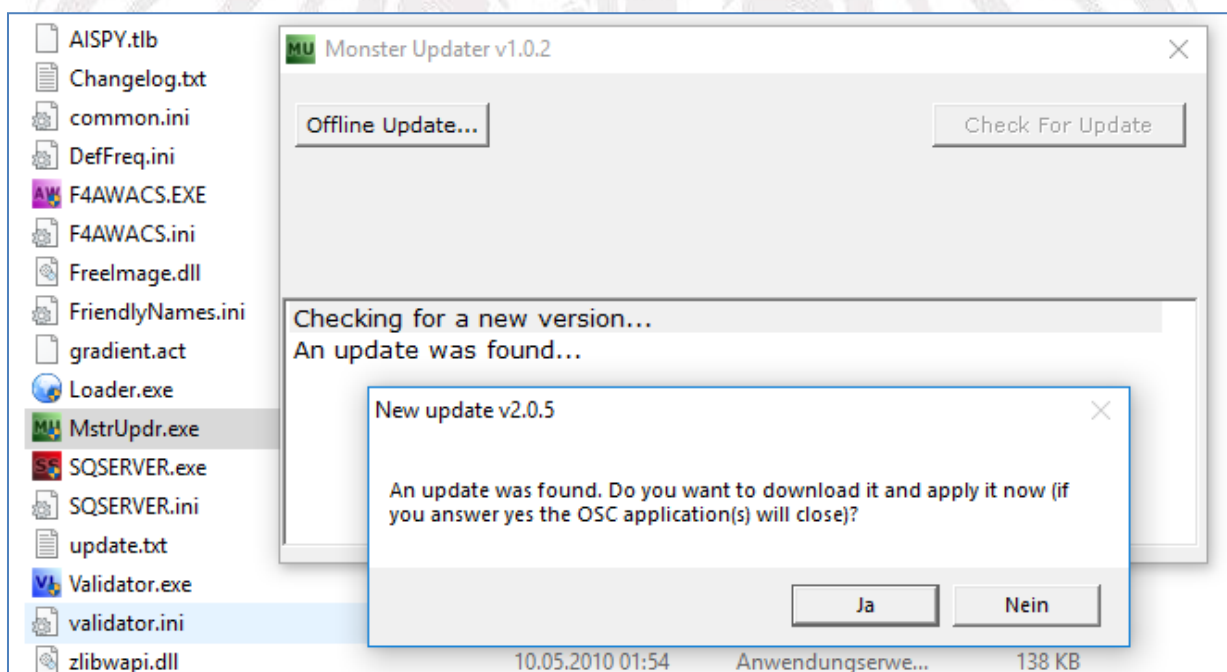 AISPY.tlb
Changelog.txt
common.ini
DefFreq.ini
AW F4AWACS.EXE
F4AWACS.ini
FreeImage.dll
FriendlyNames.ini
gradient.act
Loader.exe
MU MstrUpdr.exe
SS SQSERVER.exe
SQSERVER.ini
update.txt
VL Validator.exe
validator.ini
zlibwapi.dll 10.05.2010 01:54 Anwendungserwe... 138 KB
MU Monster Updater v1.0.2
Offline Update... Check For Update
Checking for a new version...
An update was found...
New update v2.0.5
An update was found. Do you want to download it and apply it now (if
you answer yes the OSC application(s) will close)?
Ja Nein